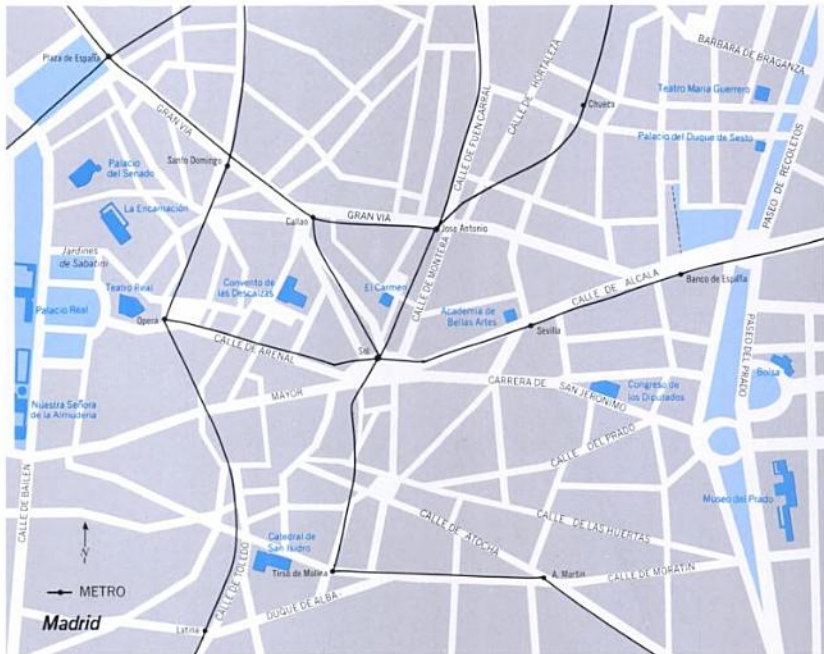 BARBARA DE BRAGANZA
Plaza de España
CALLE DE HORTALEZA
Teatro Maria Guerrero
GRAN VIA
CALLE DE FUENCARRAL
Chueca
Palacio del Duque de Sesto
Santo Domingo
Palacio
del Senado
PASEO DE RECOLETOS
La Encarnación
Callao
GRAN VIA
Jose Antonio
Jardines
de Sabatini
Teatro Real
Convento de
las Descalzas
El Carmen
CALLE DE MONTERA
CALLE DE ALCALA
Banco de España
Palacio Real
Opera
Academia de
Bellas Artes
Sevilla
PASEO DEL PRADO
CALLE DE ARENAL
Sol
Bolsa
MAYOR
CARRERA DE SAN JERONIMO
Congreso de
los Diputados
Nuestra Señora
de la Almudena
CALLE DEL PRADO
CALLE DE BAILEN
Museo del Prado
CALLE DE ATOCHA
CALLE DE LAS HUERTAS
N
Catedral de
San Isidro
CALLE DE TOLEDO
Tirso de Molina
A. Martin
CALLE DE MORATIN
METRO
DUQUE DE ALBA
Madrid
Latina